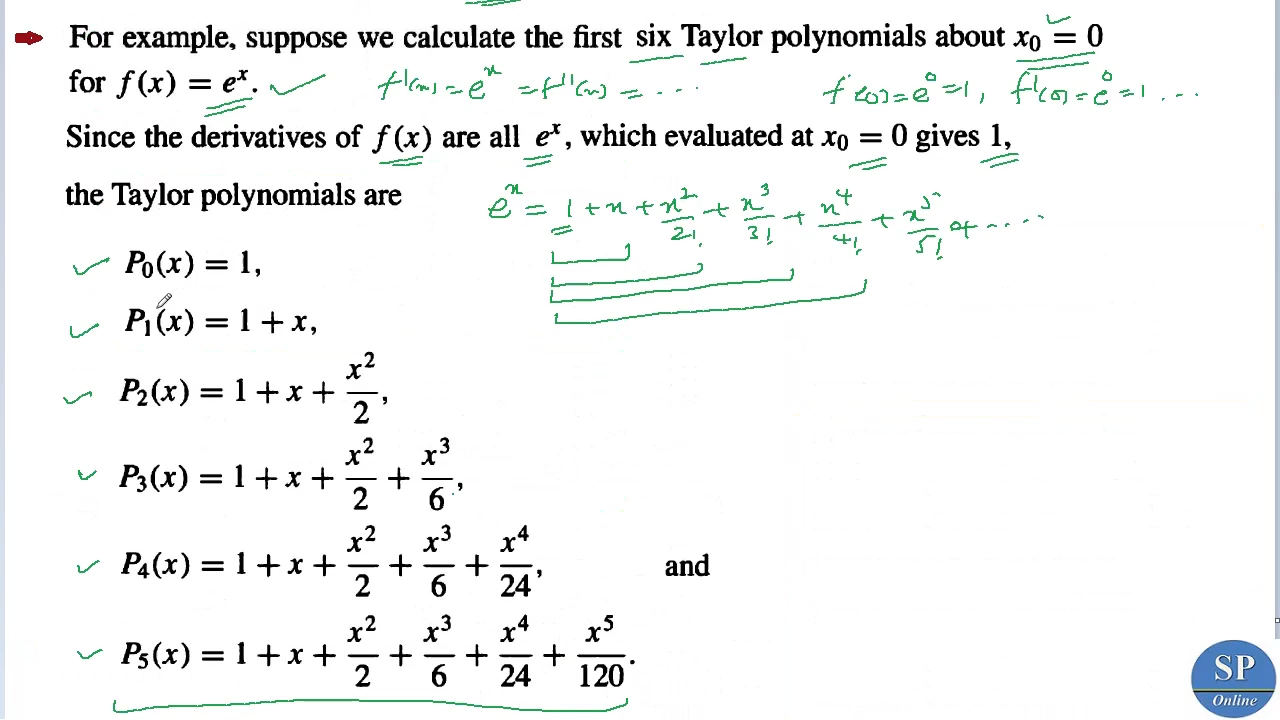 For example, suppose we calculate the first six Taylor polynomials about x₀ = 0
for f(x) = eˣ. f'(x) = eˣ = f''(x) = ... f'(0) = e⁰ = 1, f'(0) = e⁰ = 1 ...
Since the derivatives of f(x) are all eˣ, which evaluated at x₀ = 0 gives 1,
the Taylor polynomials are
eˣ = 1 + x + x²/2! + x³/3! + x⁴/4! + x⁵/5! + ....
P₀(x) = 1,
P₁(x) = 1 + x,
P₂(x) = 1 + x + x²/2,
P₃(x) = 1 + x + x²/2 + x³/6,
P₄(x) = 1 + x + x²/2 + x³/6 + x⁴/24, and
P₅(x) = 1 + x + x²/2 + x³/6 + x⁴/24 + x⁵/120.
SP
Online